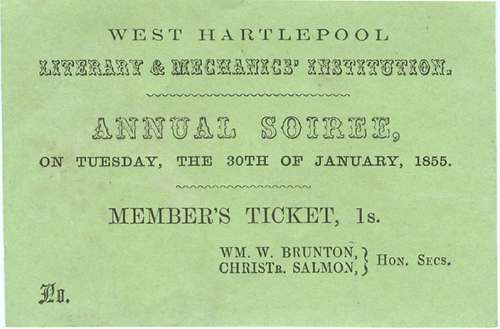 WEST HARTLEPOOL
LITERARY & MECHANICS' INSTITUTION.
ANNUAL SOIREE,
ON TUESDAY, THE 30TH OF JANUARY, 1855.
MEMBER'S TICKET, 1s.
WM. W. BRUNTON,
CHRISTR. SALMON, } HON. SECS.
No.